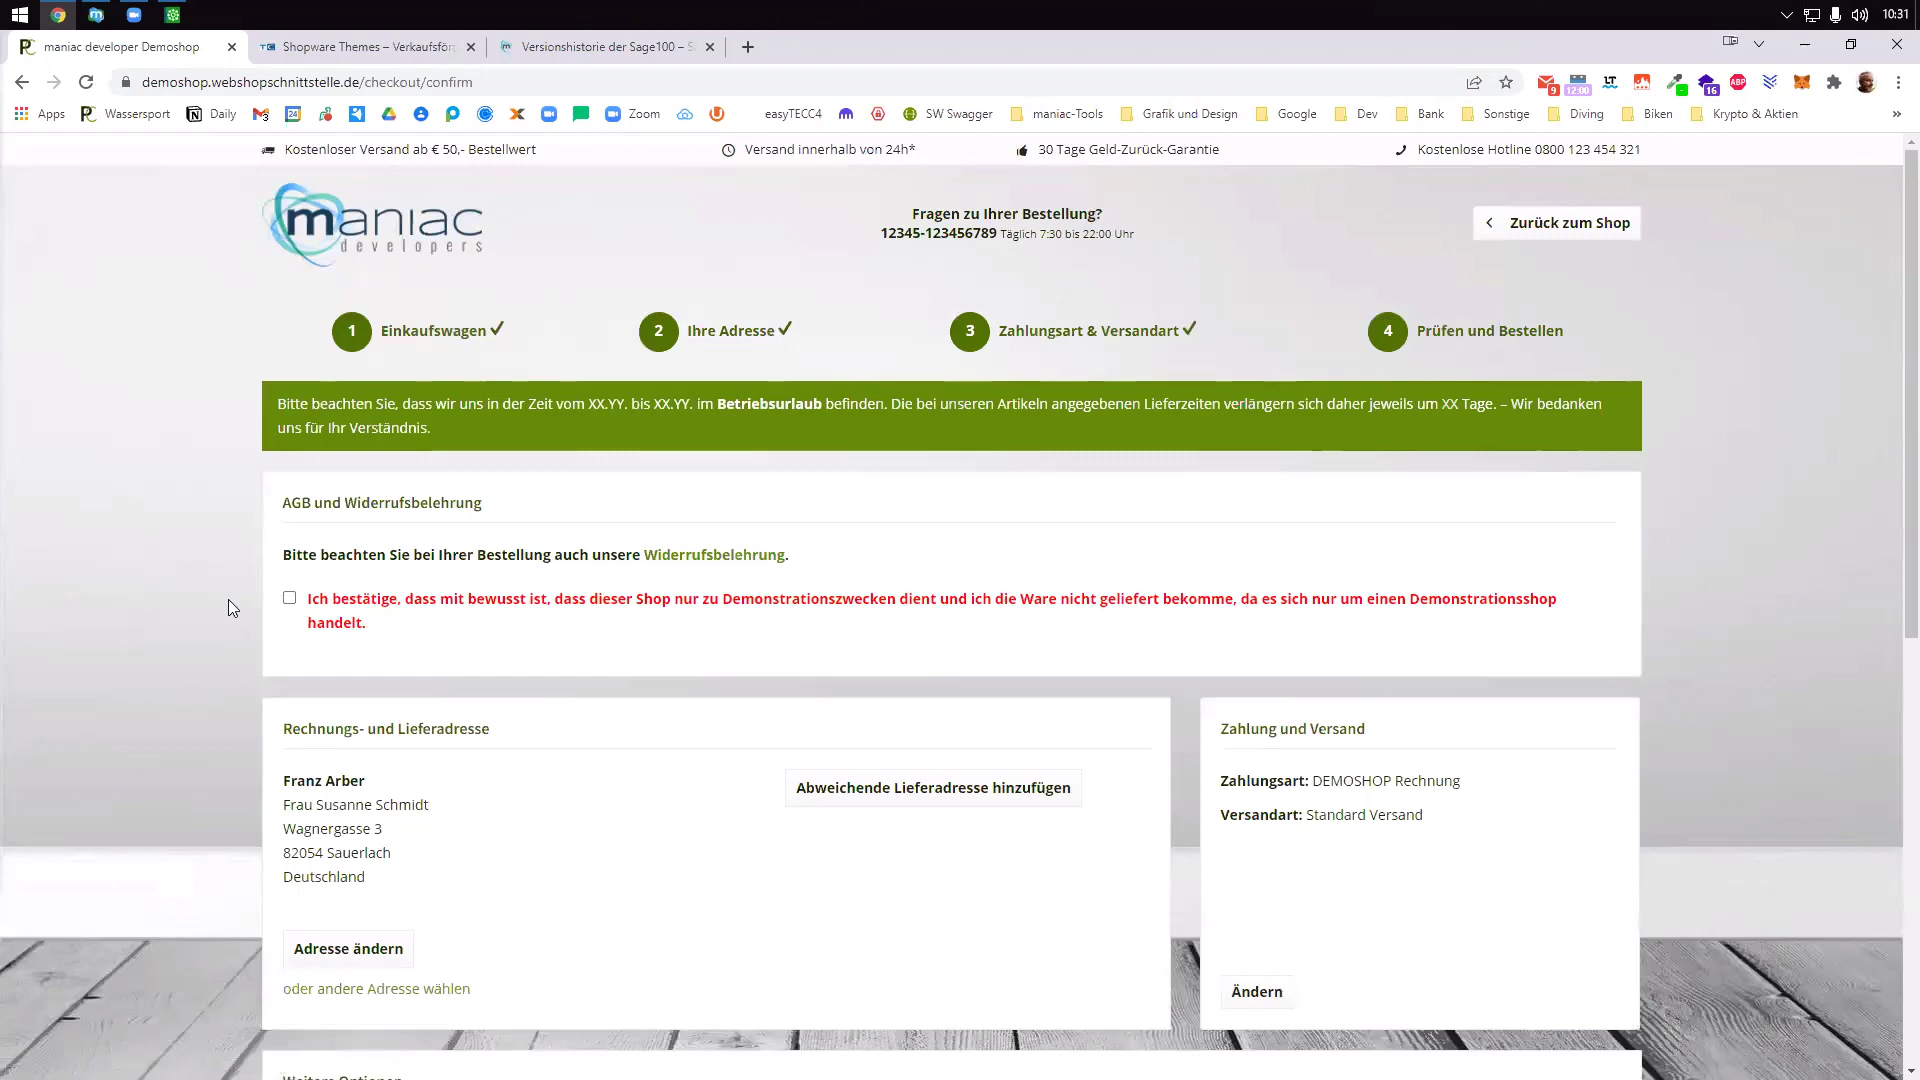 10:31
maniac developer Demoshop
Shopware Themes – Verkaufsför
Versionshistorie der Sage100 – S
demoshop.webshopschnittstelle.de/checkout/confirm
9
12:00
LT
16
ABP
Apps
Wassersport
Daily
Zoom
easyTECC4
SW Swagger
maniac-Tools
Grafik und Design
Google
Dev
Bank
Sonstige
Diving
Biken
Krypto & Aktien
»
Kostenloser Versand ab € 50,- Bestellwert
Versand innerhalb von 24h*
30 Tage Geld-Zurück-Garantie
Kostenlose Hotline 0800 123 454 321
maniac
developers
Fragen zu Ihrer Bestellung?
12345-123456789 Täglich 7:30 bis 22:00 Uhr
Zurück zum Shop
1 Einkaufswagen
2 Ihre Adresse
3 Zahlungsart & Versandart
4 Prüfen und Bestellen
Bitte beachten Sie, dass wir uns in der Zeit vom XX.YY. bis XX.YY. im Betriebsurlaub befinden. Die bei unseren Artikeln angegebenen Lieferzeiten verlängern sich daher jeweils um XX Tage. – Wir bedanken
uns für Ihr Verständnis.
AGB und Widerrufsbelehrung
Bitte beachten Sie bei Ihrer Bestellung auch unsere Widerrufsbelehrung.
Ich bestätige, dass mit bewusst ist, dass dieser Shop nur zu Demonstrationszwecken dient und ich die Ware nicht geliefert bekomme, da es sich nur um einen Demonstrationsshop
handelt.
Rechnungs- und Lieferadresse
Franz Arber
Frau Susanne Schmidt
Wagnergasse 3
82054 Sauerlach
Deutschland
Abweichende Lieferadresse hinzufügen
Adresse ändern
oder andere Adresse wählen
Zahlung und Versand
Zahlungsart: DEMOSHOP Rechnung
Versandart: Standard Versand
Ändern
Weitere Optionen